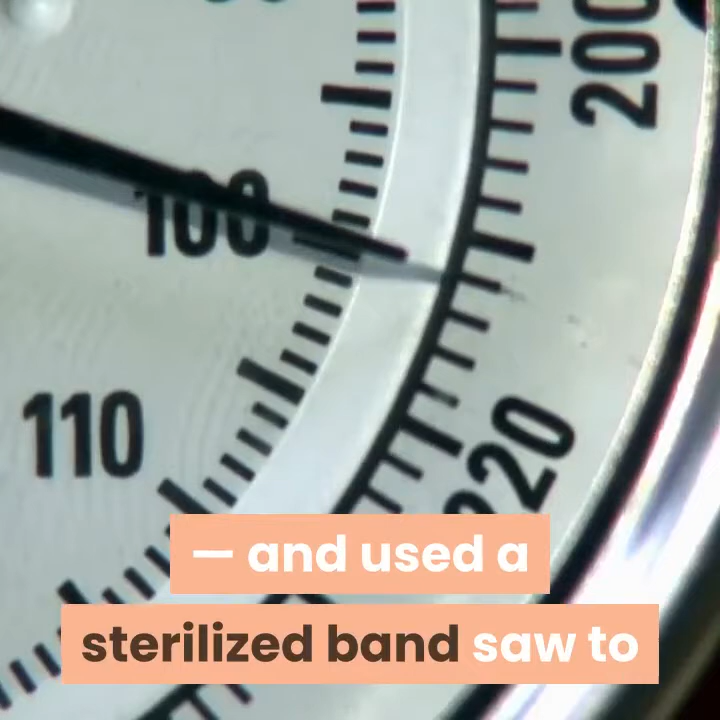 200
100
110
220
— and used a
sterilized band saw to